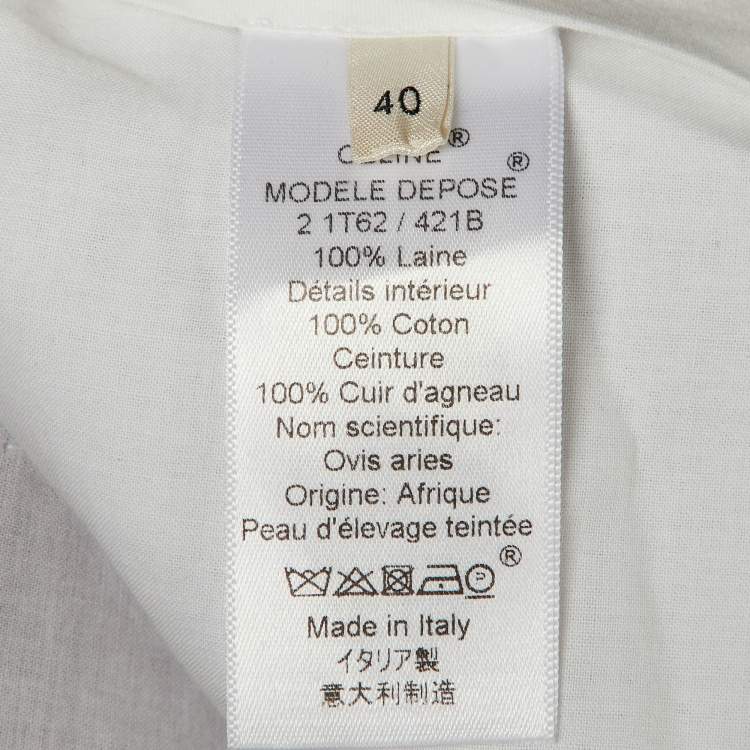 40
CELINE®
MODELE DEPOSE®
2 1T62 / 421B
100% Laine
Détails intérieur
100% Coton
Ceinture
100% Cuir d'agneau
Nom scientifique:
Ovis aries
Origine: Afrique
Peau d'élevage teintée
P ®
Made in Italy
イタリア製
意大利制造